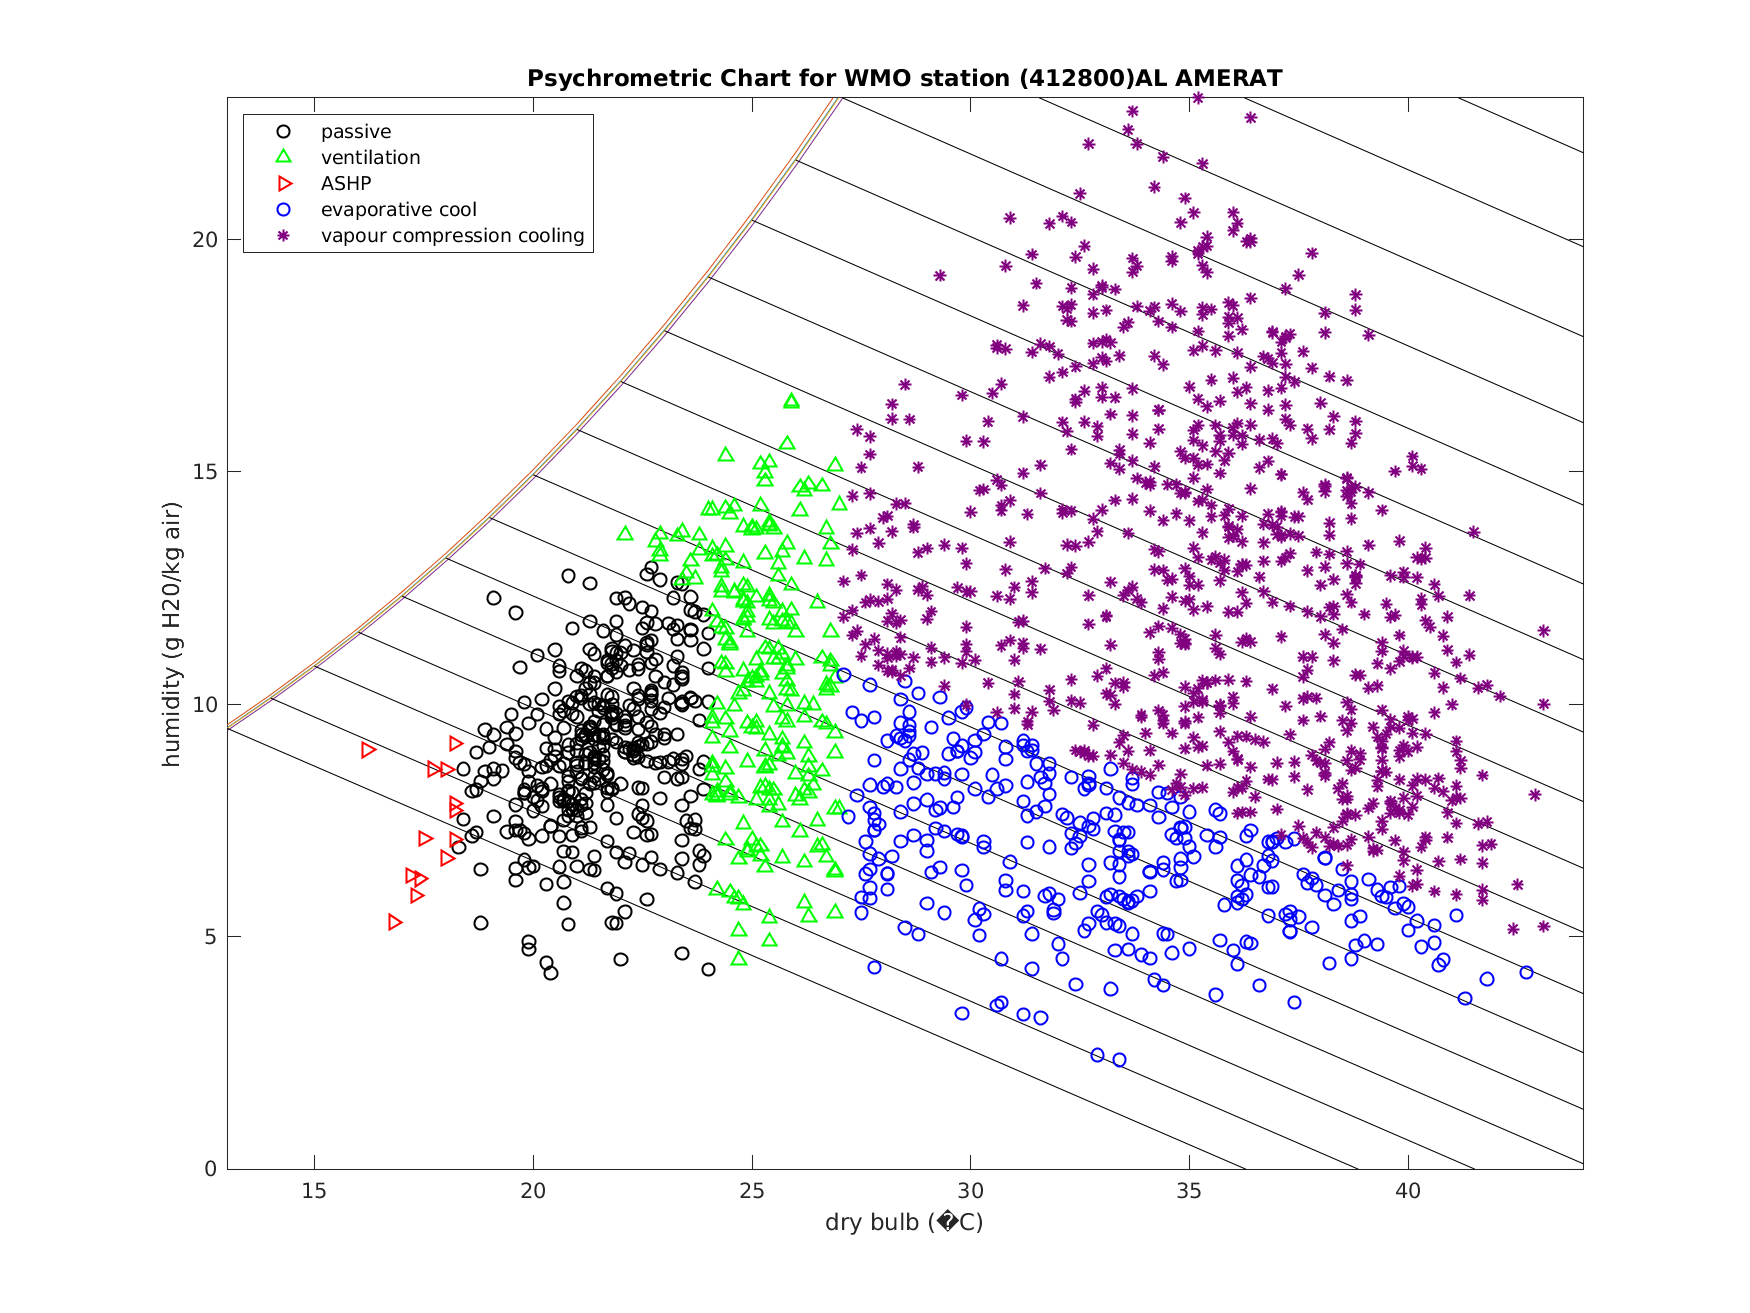 Psychrometric Chart for WMO station (412800)AL AMERAT
passive
ventilation
ASHP
evaporative cool
vapour compression cooling
humidity (g H20/kg air)
20
15
10
5
0
15 20 25 30 35 40
dry bulb (�C)